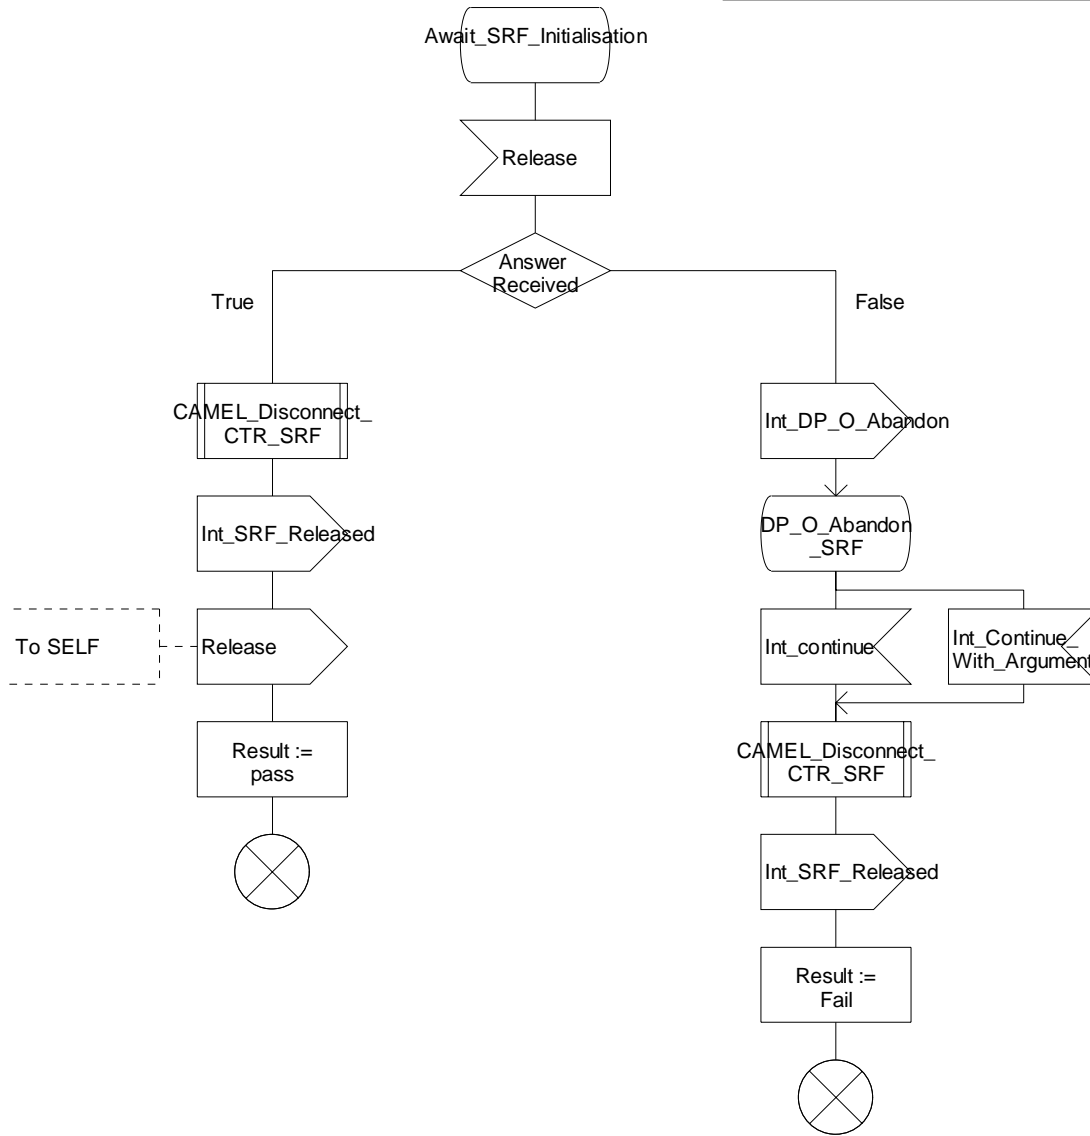 Await_SRF_Initialisation
Release
Answer
Received
True
False
CAMEL_Disconnect_
CTR_SRF
Int_SRF_Released
To SELF
Release
Result :=
pass
Int_DP_O_Abandon
DP_O_Abandon
_SRF
Int_continue
Int_Continue_
With_Argument
CAMEL_Disconnect_
CTR_SRF
Int_SRF_Released
Result :=
Fail